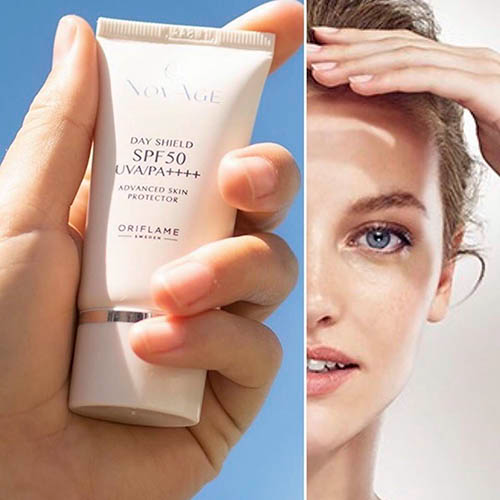 NOVAGE
DAY SHIELD
SPF50
UVA/PA++++
ADVANCED SKIN
PROTECTOR
ORIFLAME
SWEDEN